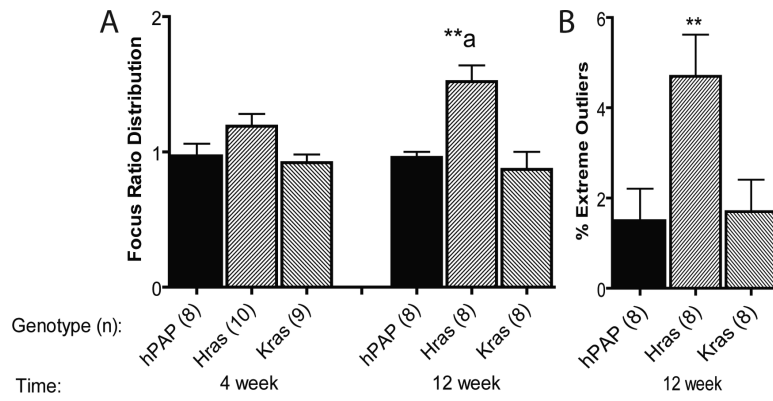 A
Focus Ratio Distribution
2
1
0
**a
B
% Extreme Outliers
6
4
2
0
**
Genotype (n):
hPAP (8)
Hras (10)
Kras (9)
hPAP (8)
Hras (8)
Kras (8)
hPAP (8)
Hras (8)
Kras (8)
Time:
4 week
12 week
12 week